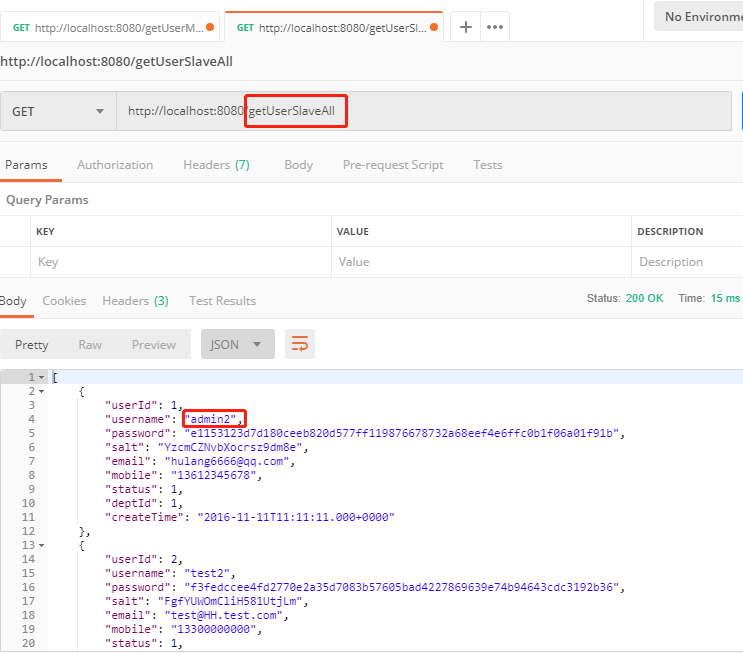 GET http://localhost:8080/getUserM... GET http://localhost:8080/getUserSl... + ••• No Environme
http://localhost:8080/getUserSlaveAll
GET http://localhost:8080/getUserSlaveAll
Params Authorization Headers (7) Body Pre-request Script Tests
Query Params
KEY VALUE DESCRIPTION
Key Value Description
Body Cookies Headers (3) Test Results Status: 200 OK Time: 15 ms
Pretty Raw Preview JSON
1 [
2 {
3 "userId": 1,
4 "username": "admin2",
5 "password": "e1153123d7d180ceeb820d577ff119876678732a68eef4e6ffc0b1f06a01f91b",
6 "salt": "YzcmCZNvbXocrsz9dm8e",
7 "email": "hulang6666@qq.com",
8 "mobile": "13612345678",
9 "status": 1,
10 "deptId": 1,
11 "createTime": "2016-11-11T11:11:11.000+0000"
12 },
13 {
14 "userId": 2,
15 "username": "test2",
16 "password": "f3fedccee4fd2770e2a35d7083b57605bad4227869639e74b94643cdc3192b36",
17 "salt": "FgfYUWOmCliH581UtjLm",
18 "email": "test@HH.test.com",
19 "mobile": "13300000000",
20 "status": 1,